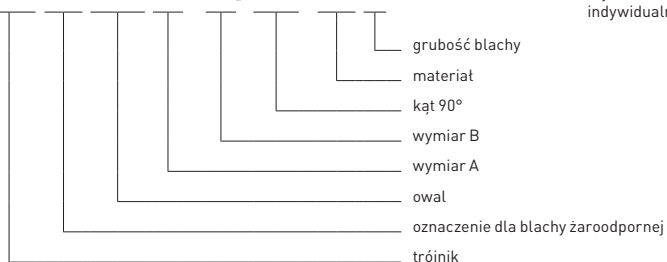 indywidualn
grubość blachy
materiał
kąt 90°
wymiar B
wymiar A
owal
oznaczenie dla blachy żaroodpornej
trójnik